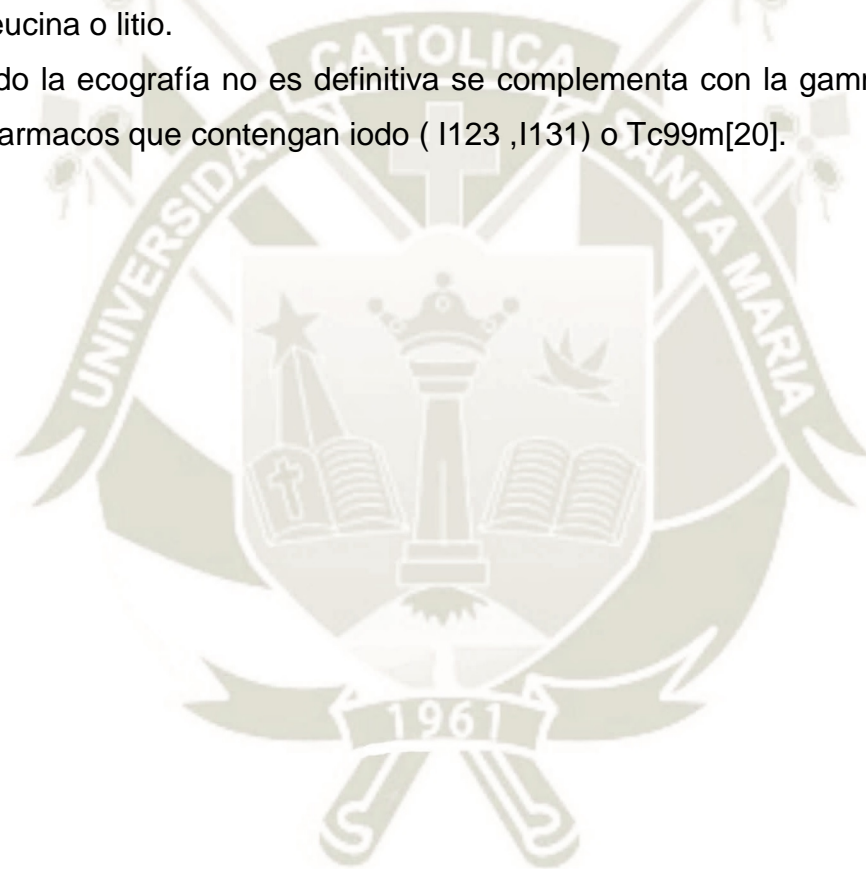 eucina o litio.
do la ecografía no es definitiva se complementa con la gamm
armacos que contengan iodo ( I123 ,I131) o Tc99m[20].
UNIVERSIDAD CATOLICA SANTA MARIA
1961